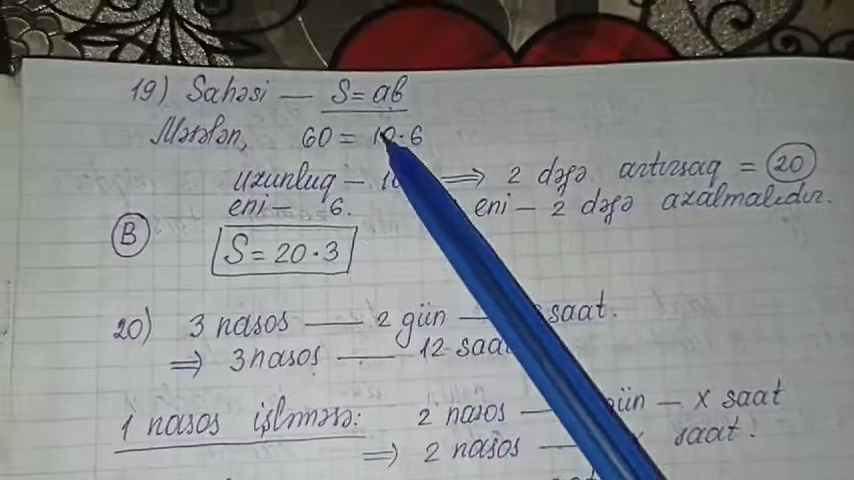 19) Sahəsi — S = ab
Məsələn, 60 = 10 · 6
uzunluq — ⟹ 2 dəfə artırsaq = 20
eni — 6. eni — 2 dəfə azalmalıdır.
B S = 20 · 3
20) 3 nasos — 2 gün — saat.
⟹ 3 nasos — 12 saat
1 nasos işləməsə: 2 nasos — gün — x saat
⟹ 2 nasos — x saat.